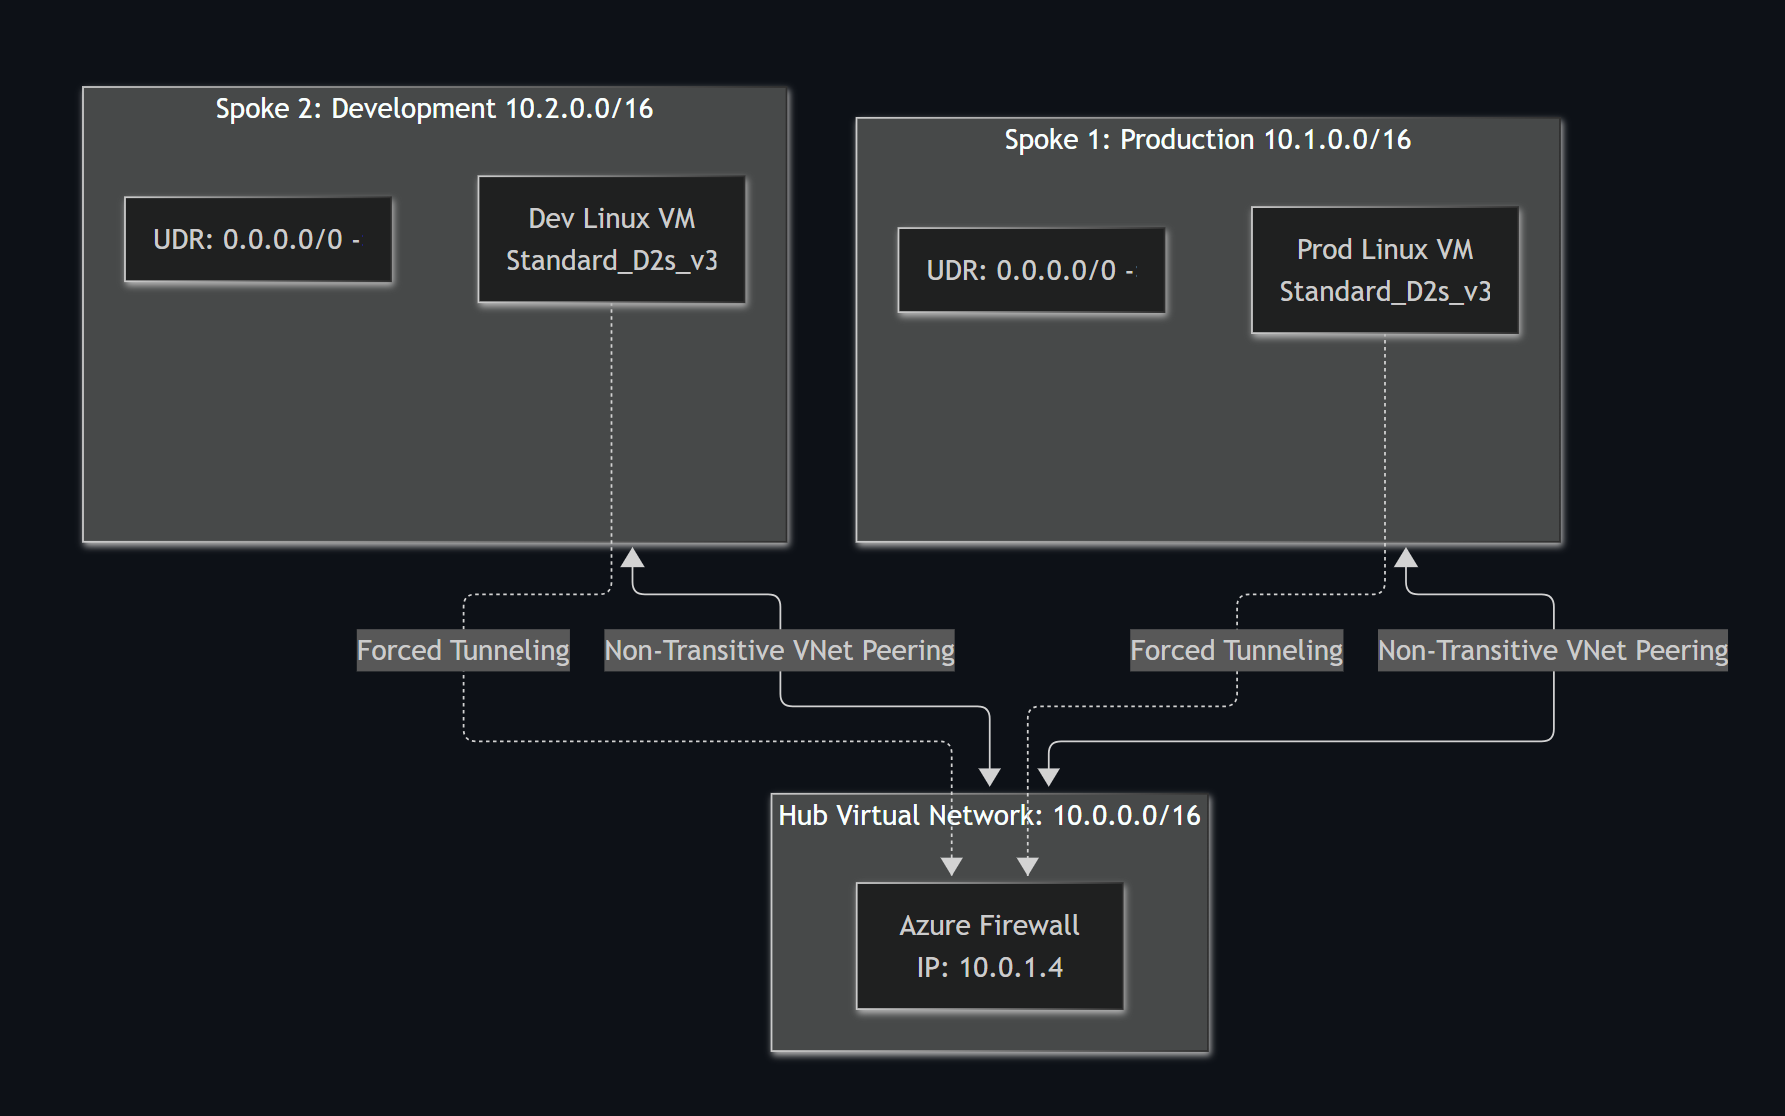 Spoke 2: Development 10.2.0.0/16
UDR: 0.0.0.0/0 -
Dev Linux VM
Standard_D2s_v3
Spoke 1: Production 10.1.0.0/16
UDR: 0.0.0.0/0 -
Prod Linux VM
Standard_D2s_v3
Forced Tunneling
Non-Transitive VNet Peering
Forced Tunneling
Non-Transitive VNet Peering
Hub Virtual Network: 10.0.0.0/16
Azure Firewall
IP: 10.0.1.4